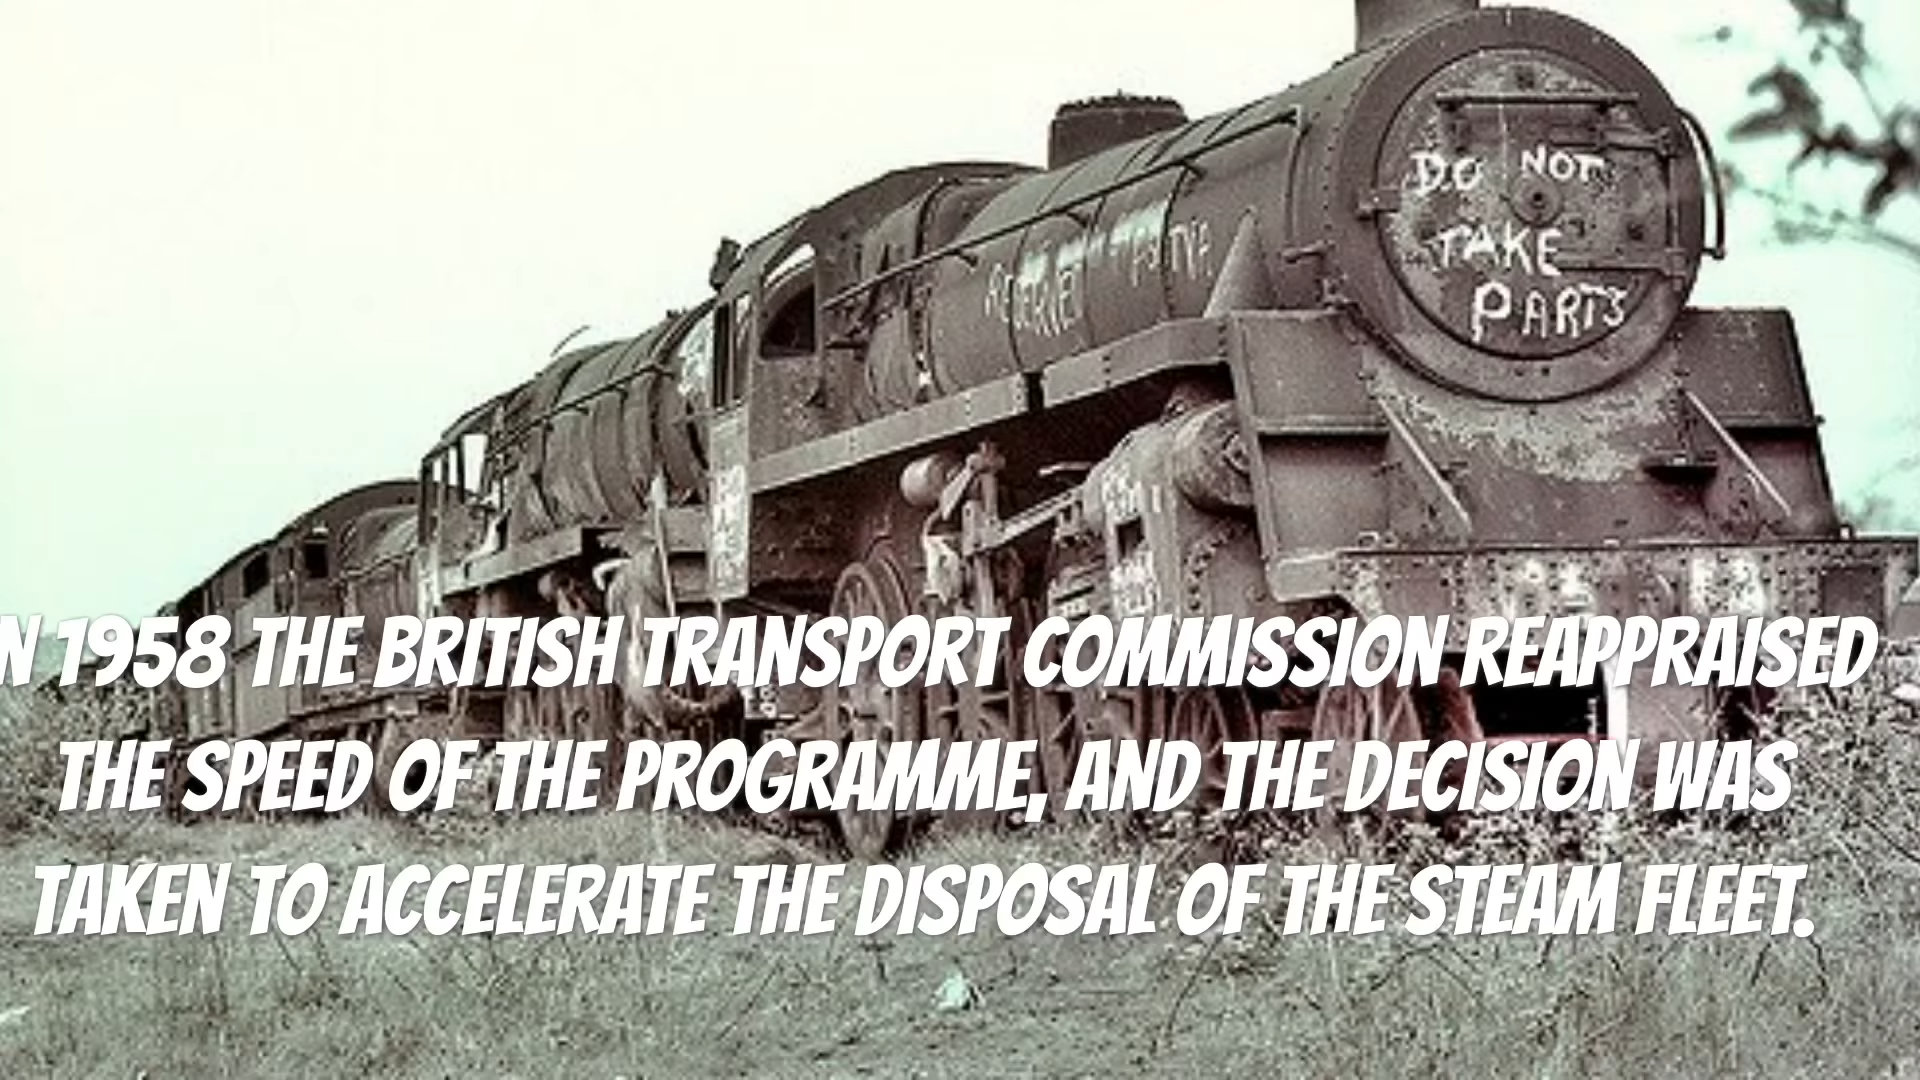 DO NOT
TAKE
PARTS
N 1958 THE BRITISH TRANSPORT COMMISSION REAPPRAISED
THE SPEED OF THE PROGRAMME, AND THE DECISION WAS
TAKEN TO ACCELERATE THE DISPOSAL OF THE STEAM FLEET.